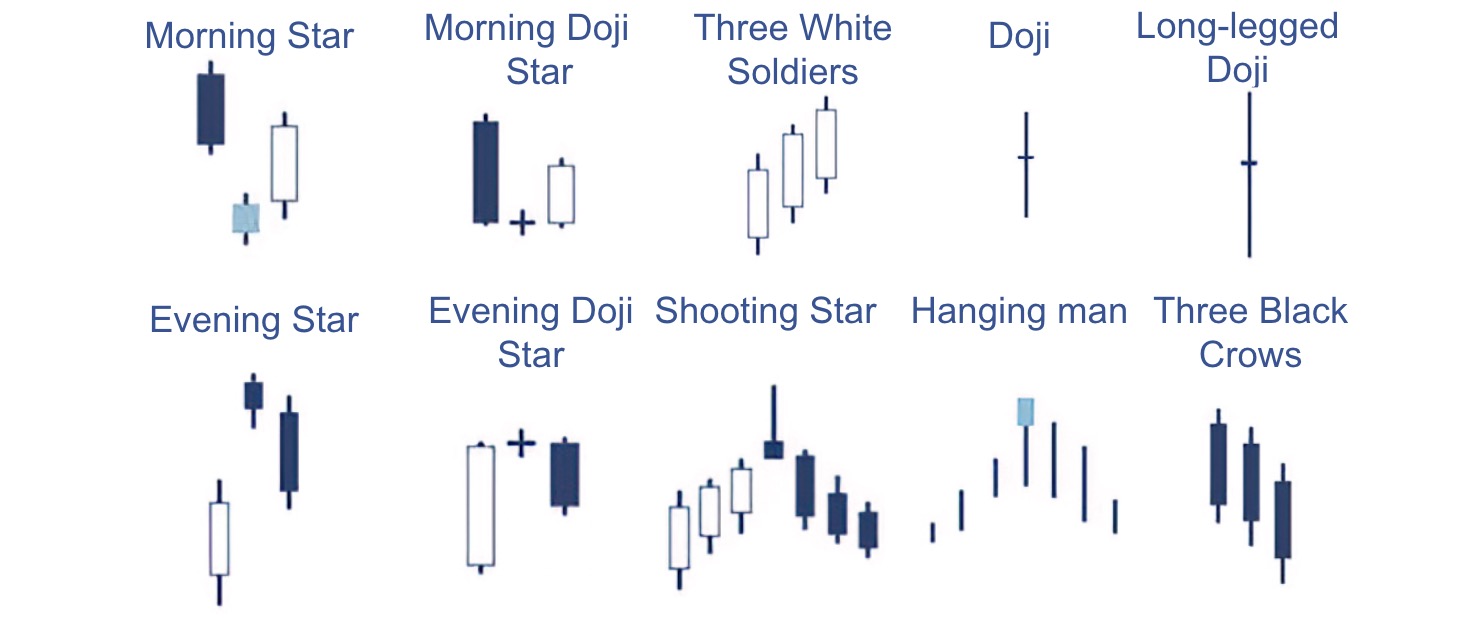 Morning Star
Morning Doji
Star
Three White
Soldiers
Doji
Long-legged
Doji
Evening Star
Evening Doji
Star
Shooting Star
Hanging man
Three Black
Crows